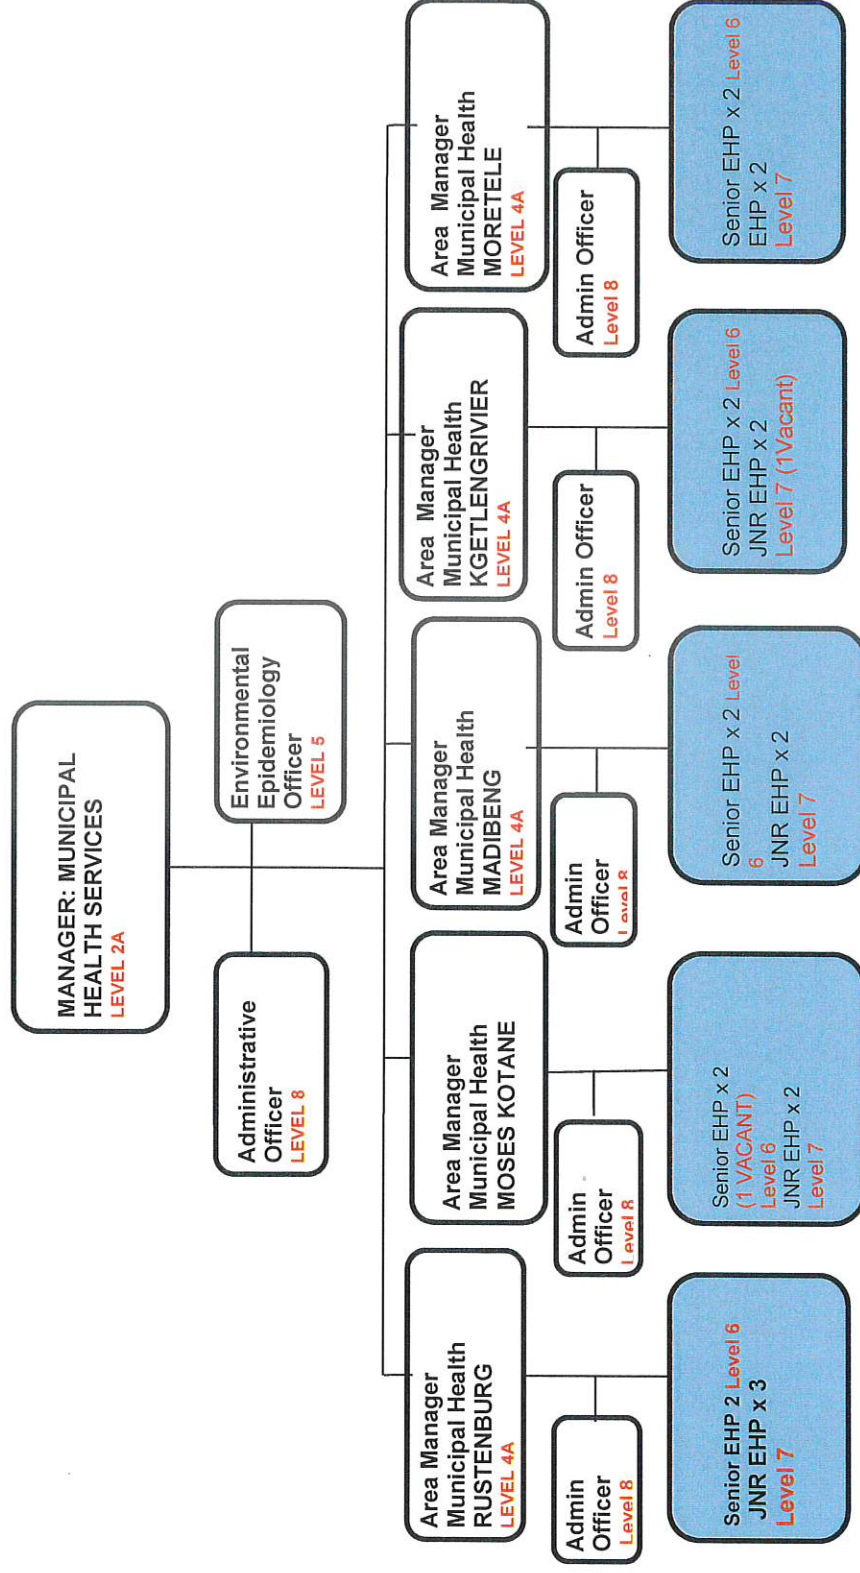 MANAGER: MUNICIPAL
HEALTH SERVICES
LEVEL 2A
Administrative
Officer
LEVEL 8
Environmental
Epidemiology
Officer
LEVEL 5
Area Manager
Municipal Health
RUSTENBURG
LEVEL 4A
Area Manager
Municipal Health
MOSES KOTANE
Area Manager
Municipal Health
MADIBENG
LEVEL 4A
Area Manager
Municipal Health
KGETLENGRIVIER
LEVEL 4A
Area Manager
Municipal Health
MORETELE
LEVEL 4A
Admin
Officer
Level 8
Admin
Officer
Level 8
Admin
Officer
Level 8
Admin Officer
Level 8
Admin Officer
Level 8
Senior EHP 2 Level 6
JNR EHP x 3
Level 7
Senior EHP x 2
(1 VACANT)
Level 6
JNR EHP x 2
Level 7
Senior EHP x 2 Level
6
JNR EHP x 2
Level 7
Senior EHP x 2 Level 6
JNR EHP x 2
Level 7 (1Vacant)
Senior EHP x 2 Level 6
EHP x 2
Level 7